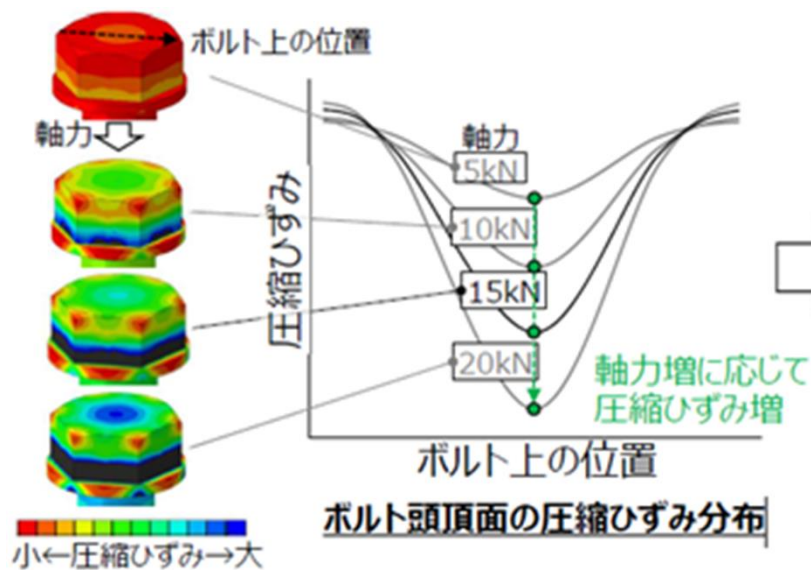 ボルト上の位置
軸力
軸力
5kN
10kN
15kN
20kN
圧縮ひずみ
軸力増に応じて
圧縮ひずみ増
ボルト上の位置
ボルト頭頂面の圧縮ひずみ分布
小←圧縮ひずみ→大